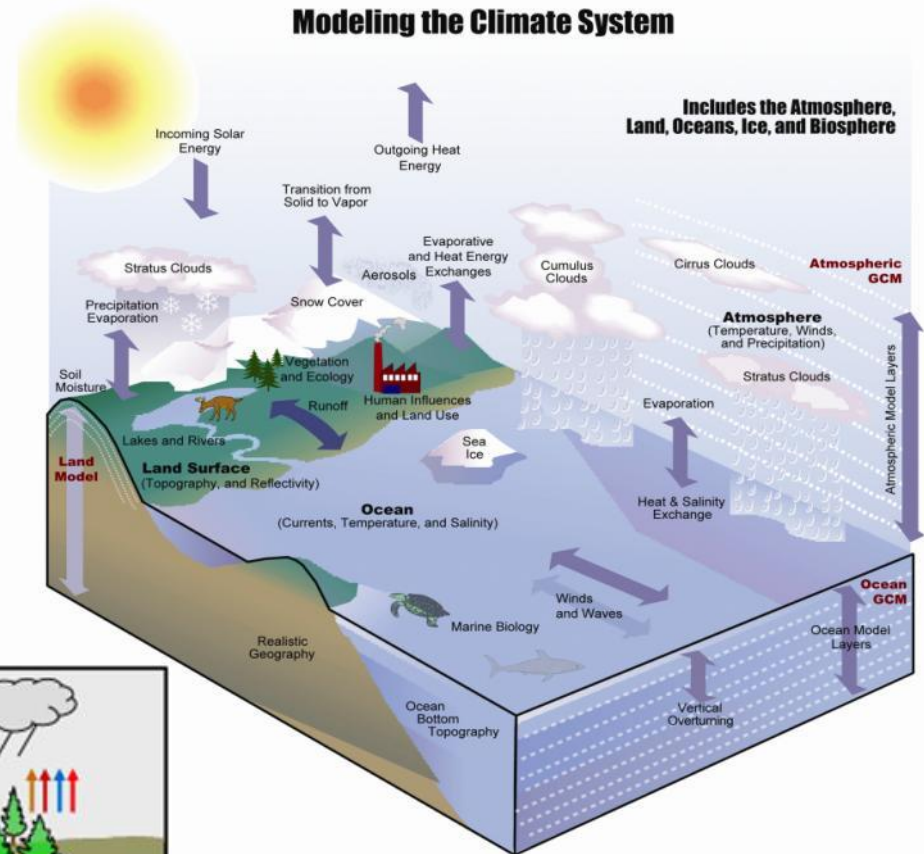 Modeling the Climate System
Includes the Atmosphere,
Land, Oceans, Ice, and Biosphere
Incoming Solar
Energy
Outgoing Heat
Energy
Transition from
Solid to Vapor
Stratus Clouds
Snow Cover
Aerosols
Evaporative
and Heat Energy
Exchanges
Cumulus
Clouds
Cirrus Clouds
Atmospheric
GCM
Precipitation
Evaporation
Atmosphere
(Temperature, Winds,
and Precipitation)
Soil
Moisture
Vegetation
and Ecology
Stratus Clouds
Human Influences
and Land Use
Runoff
Evaporation
Atmospheric Model Layers
Lakes and Rivers
Land
Model
Land Surface
(Topography, and Reflectivity)
Sea
Ice
Ocean
(Currents, Temperature, and Salinity)
Heat & Salinity
Exchange
Ocean
GCM
Winds
and Waves
Marine Biology
Ocean Model
Layers
Realistic
Geography
Ocean
Bottom
Topography
Vertical
Overturning